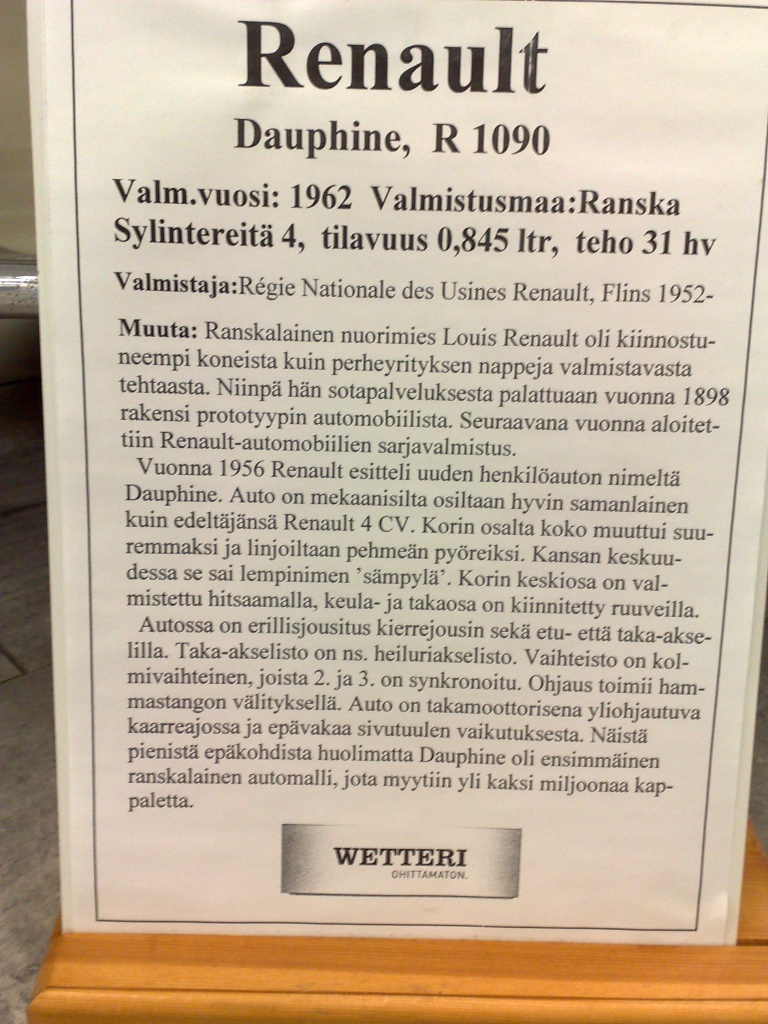 Renault
Dauphine, R 1090
Valm.vuosi: 1962 Valmistusmaa:Ranska
Sylintereitä 4, tilavuus 0,845 ltr, teho 31 hv
Valmistaja:Régie Nationale des Usines Renault, Flins 1952-
Muuta: Ranskalainen nuorimies Louis Renault oli kiinnostu-
neempi koneista kuin perheyrityksen nappeja valmistavasta
tehtaasta. Niinpä hän sotapalveluksesta palattuaan vuonna 1898
rakensi prototyypin automobiilista. Seuraavana vuonna aloitet-
tiin Renault-automobiilien sarjavalmistus.
Vuonna 1956 Renault esitteli uuden henkilöauton nimeltä
Dauphine. Auto on mekaanisilta osiltaan hyvin samanlainen
kuin edeltäjänsä Renault 4 CV. Korin osalta koko muuttui suu-
remmaksi ja linjoiltaan pehmeän pyöreiksi. Kansan keskuu-
dessa se sai lempinimen 'sämpylä'. Korin keskiosa on val-
mistettu hitsaamalla, keula- ja takaosa on kiinnitetty ruuveilla.
Autossa on erillisjousitus kierrejousin sekä etu- että taka-akse-
lilla. Taka-akselisto on ns. heiluriakselisto. Vaihteisto on kol-
mivaihteinen, joista 2. ja 3. on synkronoitu. Ohjaus toimii ham-
mastangon välityksellä. Auto on takamoottorisena yliohjautuva
kaarreajossa ja epävakaa sivutuulen vaikutuksesta. Näistä
pienistä epäkohdista huolimatta Dauphine oli ensimmäinen
ranskalainen automalli, jota myytiin yli kaksi miljoonaa kap-
paletta.
WETTERI
OHITTAMATON.